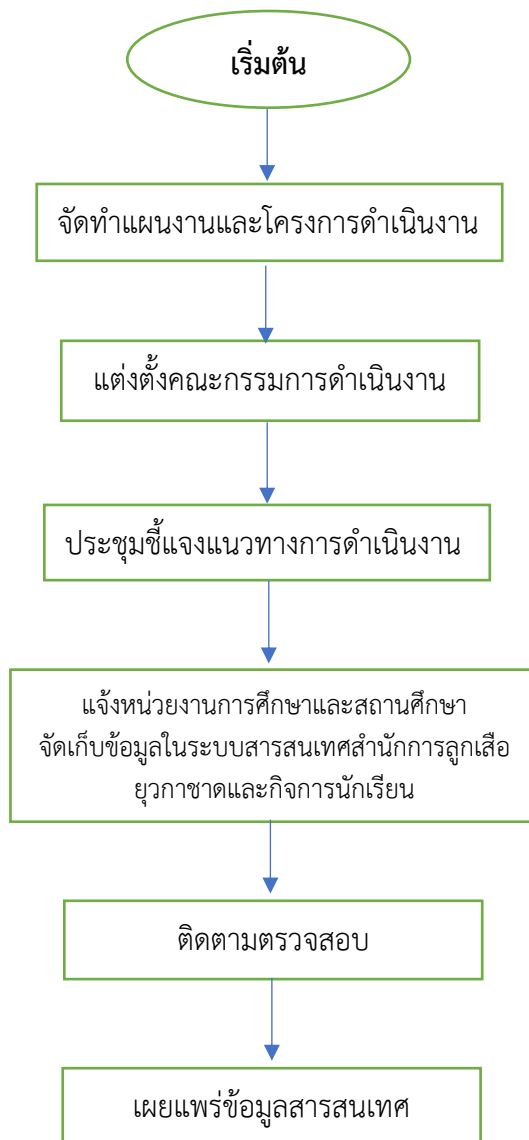 เริ่มต้น
จัดทำแผนงานและโครงการดำเนินงาน
แต่งตั้งคณะกรรมการดำเนินงาน
ประชุมชี้แจงแนวทางการดำเนินงาน
แจ้งหน่วยงานการศึกษาและสถานศึกษา
จัดเก็บข้อมูลในระบบสารสนเทศสำนักการลูกเสือ
ยุวกาชาดและกิจการนักเรียน
ติดตามตรวจสอบ
เผยแพร่ข้อมูลสารสนเทศ